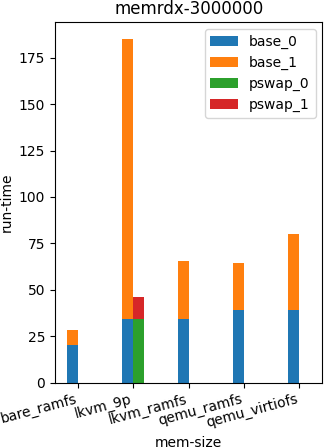 memrdx-3000000
base_0
base_1
pswap_0
pswap_1
175
150
125
100
75
50
25
0
run-time
bare_ramfs
lkvm_9p
lkvm_ramfs
qemu_ramfs
qemu_virtiofs
mem-size